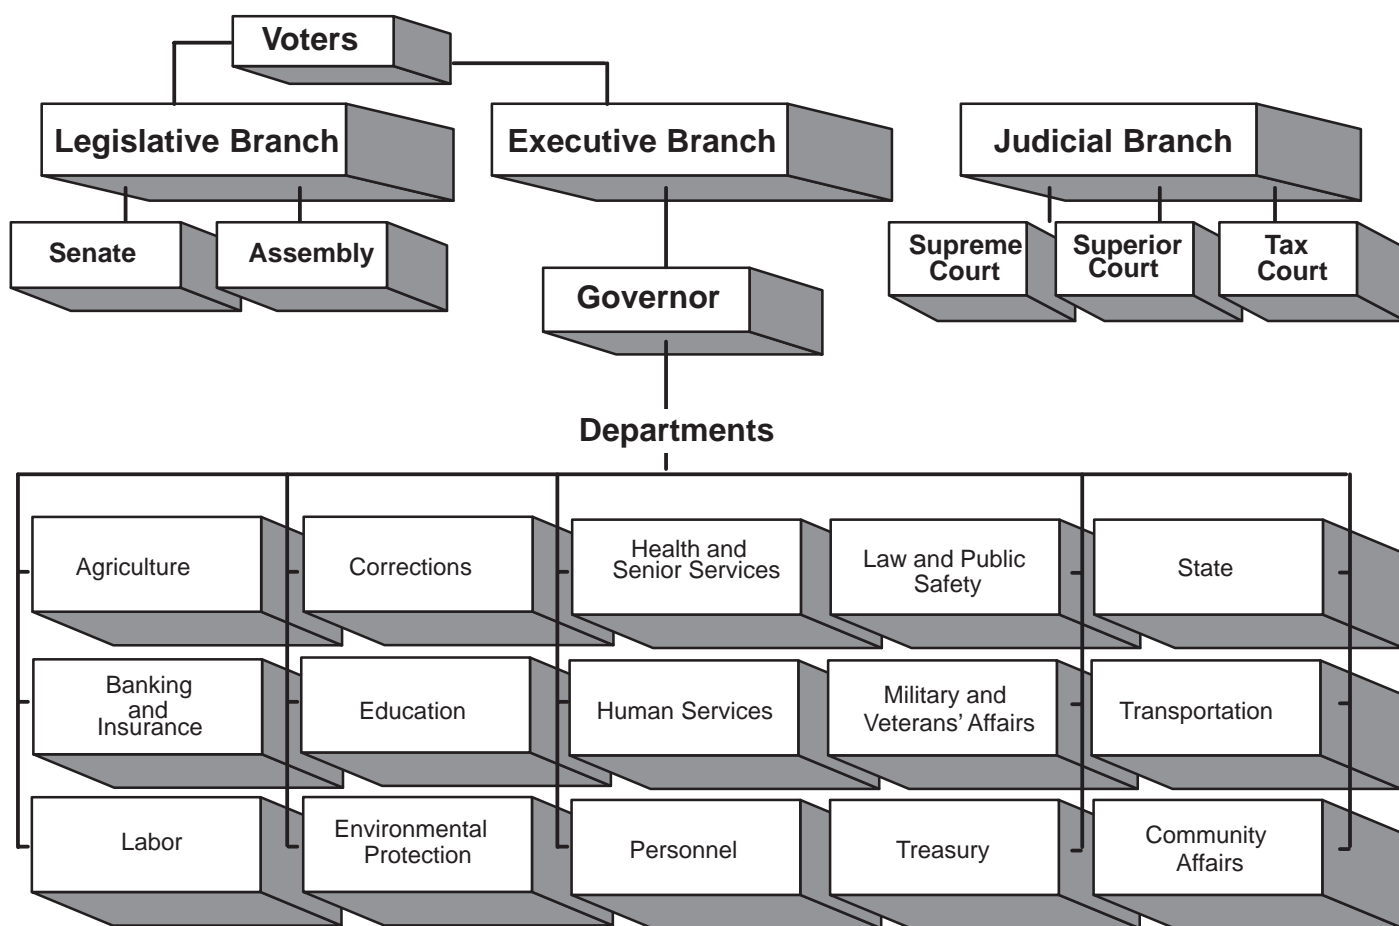 Voters
Legislative Branch
Executive Branch
Judicial Branch
Senate
Assembly
Governor
Supreme
Court
Superior
Court
Tax
Court
Departments
Agriculture
Corrections
Health and
Senior Services
Law and Public
Safety
State
Banking
and
Insurance
Education
Human Services
Military and
Veterans’ Affairs
Transportation
Labor
Environmental
Protection
Personnel
Treasury
Community
Affairs